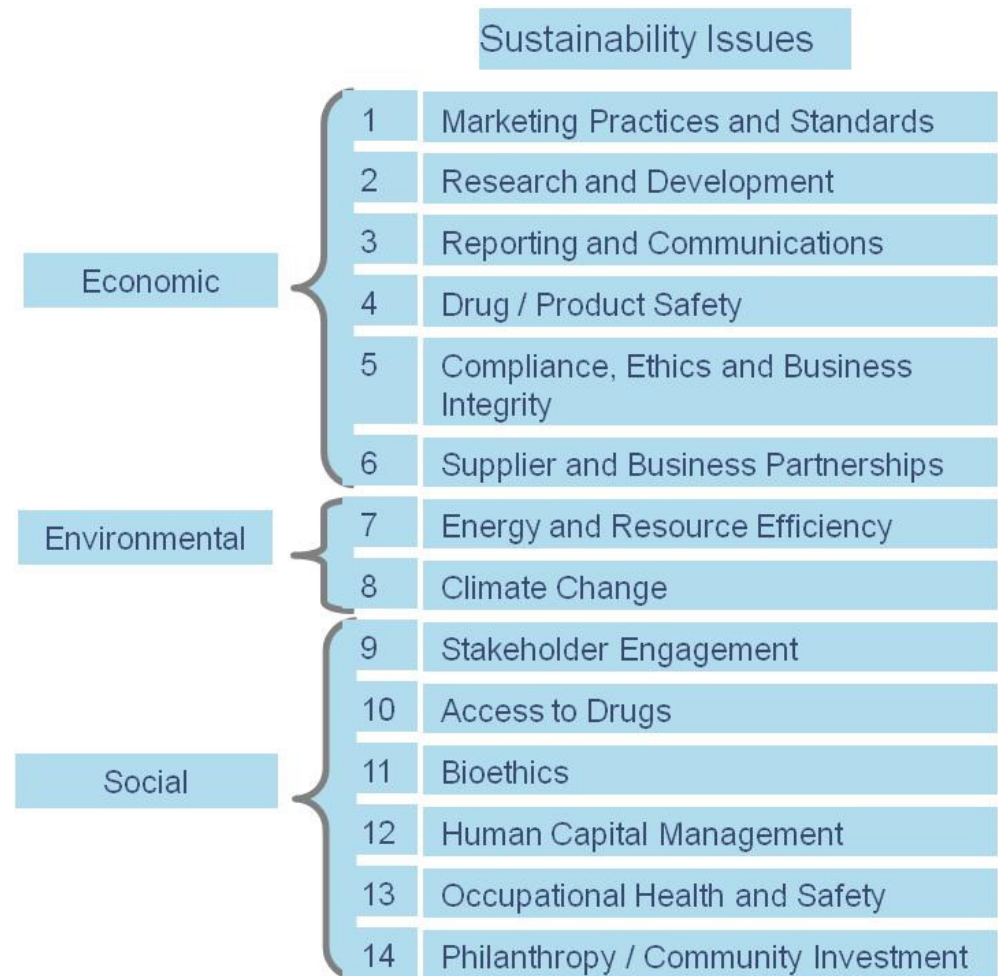 Sustainability Issues
Economic
1 Marketing Practices and Standards
2 Research and Development
3 Reporting and Communications
4 Drug / Product Safety
5 Compliance, Ethics and Business
Integrity
6 Supplier and Business Partnerships
Environmental
7 Energy and Resource Efficiency
8 Climate Change
Social
9 Stakeholder Engagement
10 Access to Drugs
11 Bioethics
12 Human Capital Management
13 Occupational Health and Safety
14 Philanthropy / Community Investment